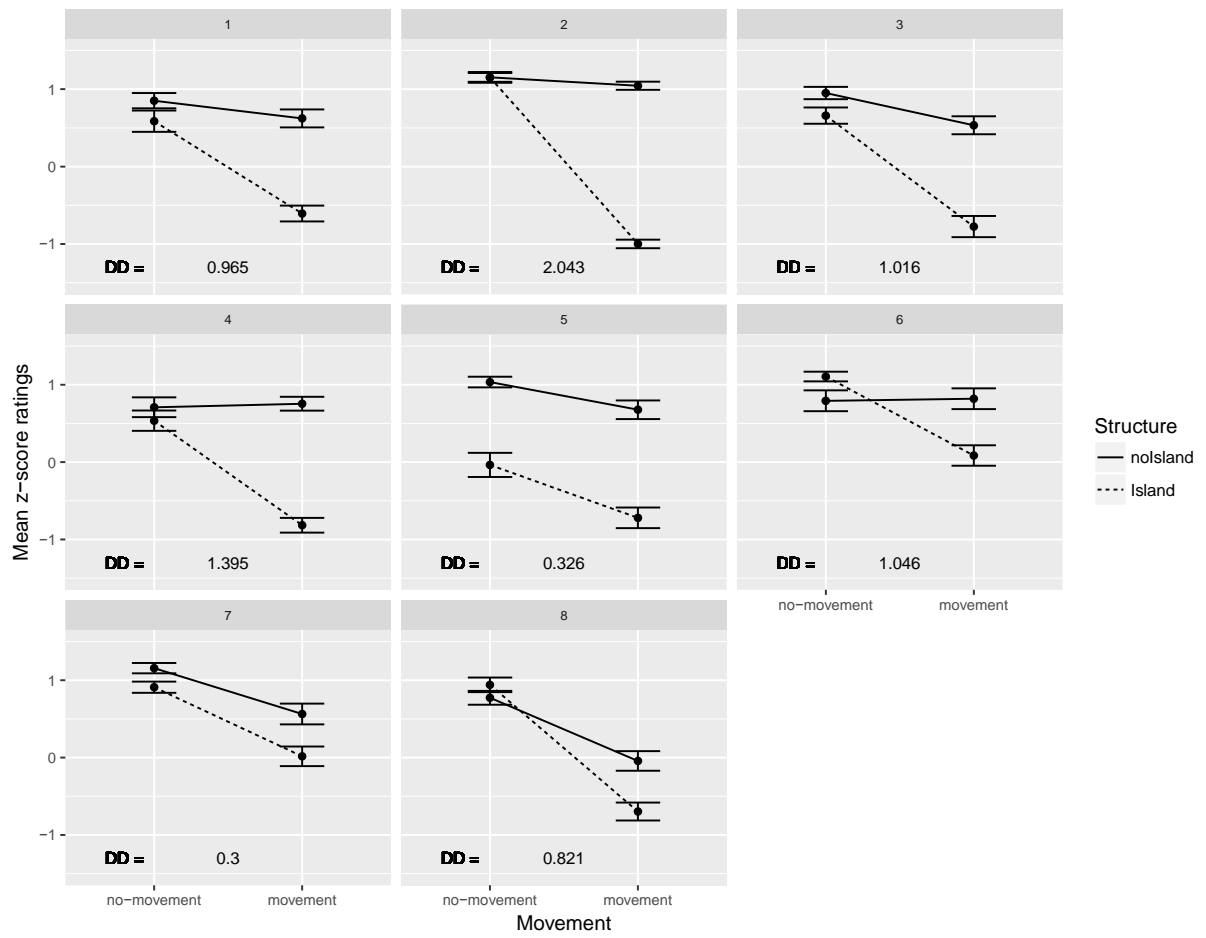 1
2
3
1
0
−1
DD = 0.965
DD = 2.043
DD = 1.016
4
5
6
1
0
−1
DD = 1.395
DD = 0.326
DD = 1.046
no−movement movement
7
8
1
0
−1
DD = 0.3
DD = 0.821
no−movement movement
no−movement movement
Movement
Mean z−score ratings
Structure
noIsland
Island